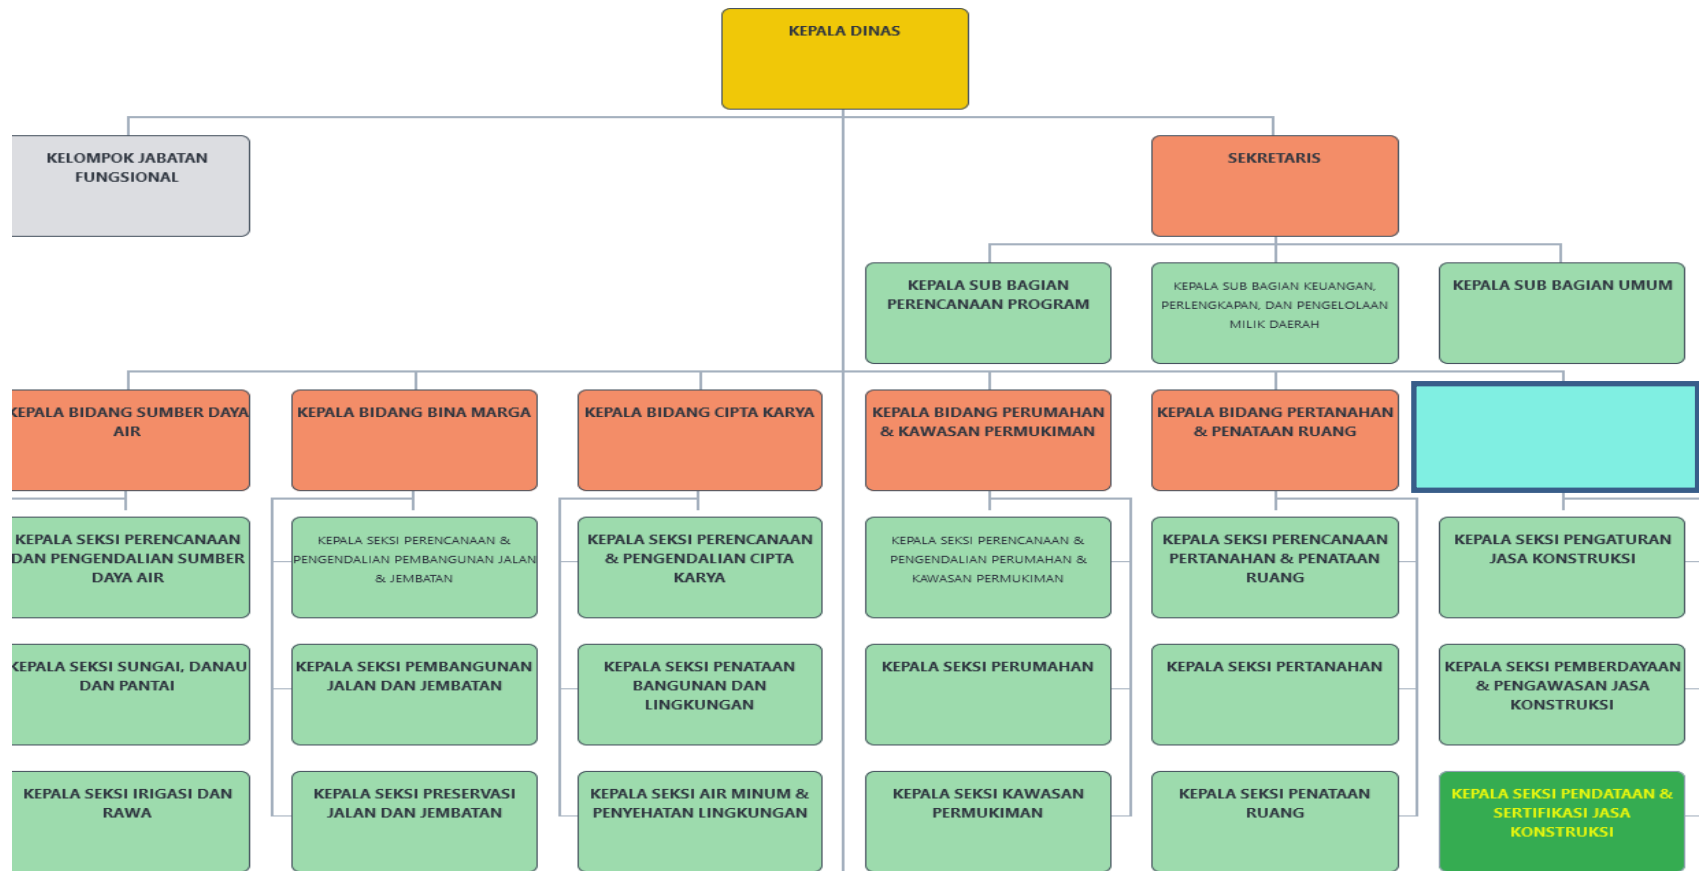 KEPALA DINAS
KELOMPOK JABATAN
FUNGSIONAL
SEKRETARIS
KEPALA SUB BAGIAN
PERENCANAAN PROGRAM
KEPALA SUB BAGIAN KEUANGAN,
PERLENGKAPAN, DAN PENGELOLAAN
MILIK DAERAH
KEPALA SUB BAGIAN UMUM
KEPALA BIDANG SUMBER DAYA
AIR
KEPALA BIDANG BINA MARGA
KEPALA BIDANG CIPTA KARYA
KEPALA BIDANG PERUMAHAN
& KAWASAN PERMUKIMAN
KEPALA BIDANG PERTANAHAN
& PENATAAN RUANG
KEPALA SEKSI PERENCANAAN
DAN PENGENDALIAN SUMBER
DAYA AIR
KEPALA SEKSI PERENCANAAN &
PENGENDALIAN PEMBANGUNAN JALAN
& JEMBATAN
KEPALA SEKSI PERENCANAAN
& PENGENDALIAN CIPTA
KARYA
KEPALA SEKSI PERENCANAAN &
PENGENDALIAN PERUMAHAN &
KAWASAN PERMUKIMAN
KEPALA SEKSI PERENCANAAN
PERTANAHAN & PENATAAN
RUANG
KEPALA SEKSI PENGATURAN
JASA KONSTRUKSI
KEPALA SEKSI SUNGAI, DANAU
DAN PANTAI
KEPALA SEKSI PEMBANGUNAN
JALAN DAN JEMBATAN
KEPALA SEKSI PENATAAN
BANGUNAN DAN
LINGKUNGAN
KEPALA SEKSI PERUMAHAN
KEPALA SEKSI PERTANAHAN
KEPALA SEKSI PEMBERDAYAAN
& PENGAWASAN JASA
KONSTRUKSI
KEPALA SEKSI IRIGASI DAN
RAWA
KEPALA SEKSI PRESERVASI
JALAN DAN JEMBATAN
KEPALA SEKSI AIR MINUM &
PENYEHATAN LINGKUNGAN
KEPALA SEKSI KAWASAN
PERMUKIMAN
KEPALA SEKSI PENATAAN
RUANG
KEPALA SEKSI PENDATAAN &
SERTIFIKASI JASA
KONSTRUKSI